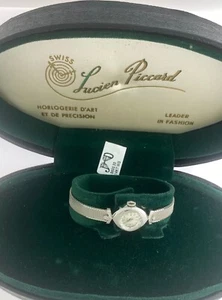 SWISS
Lucien Piccard
HORLOGERIE D'ART
ET DE PRECISION
LEADER
IN FASHION